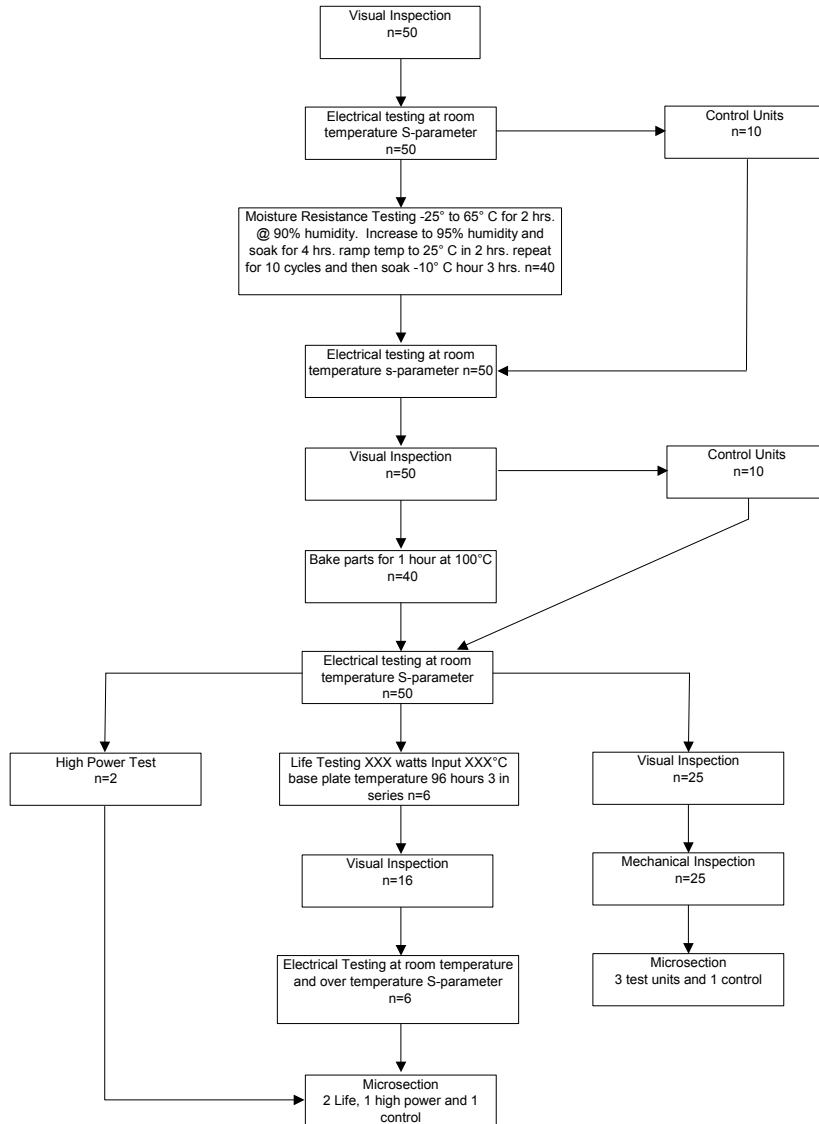 Visual Inspection
n=50
Electrical testing at room
temperature S-parameter
n=50
Control Units
n=10
Moisture Resistance Testing -25° to 65° C for 2 hrs.
@ 90% humidity.  Increase to 95% humidity and
soak for 4 hrs. ramp temp to 25° C in 2 hrs. repeat
for 10 cycles and then soak -10° C hour 3 hrs. n=40
Electrical testing at room
temperature s-parameter n=50
Visual Inspection
n=50
Control Units
n=10
Bake parts for 1 hour at 100°C
n=40
Electrical testing at room
temperature S-parameter
n=50
High Power Test
n=2
Life Testing XXX watts Input XXX°C
base plate temperature 96 hours 3 in
series n=6
Visual Inspection
n=25
Visual Inspection
n=16
Mechanical Inspection
n=25
Electrical Testing at room temperature
and over temperature S-parameter
n=6
Microsection
3 test units and 1 control
Microsection
2 Life, 1 high power and 1
control